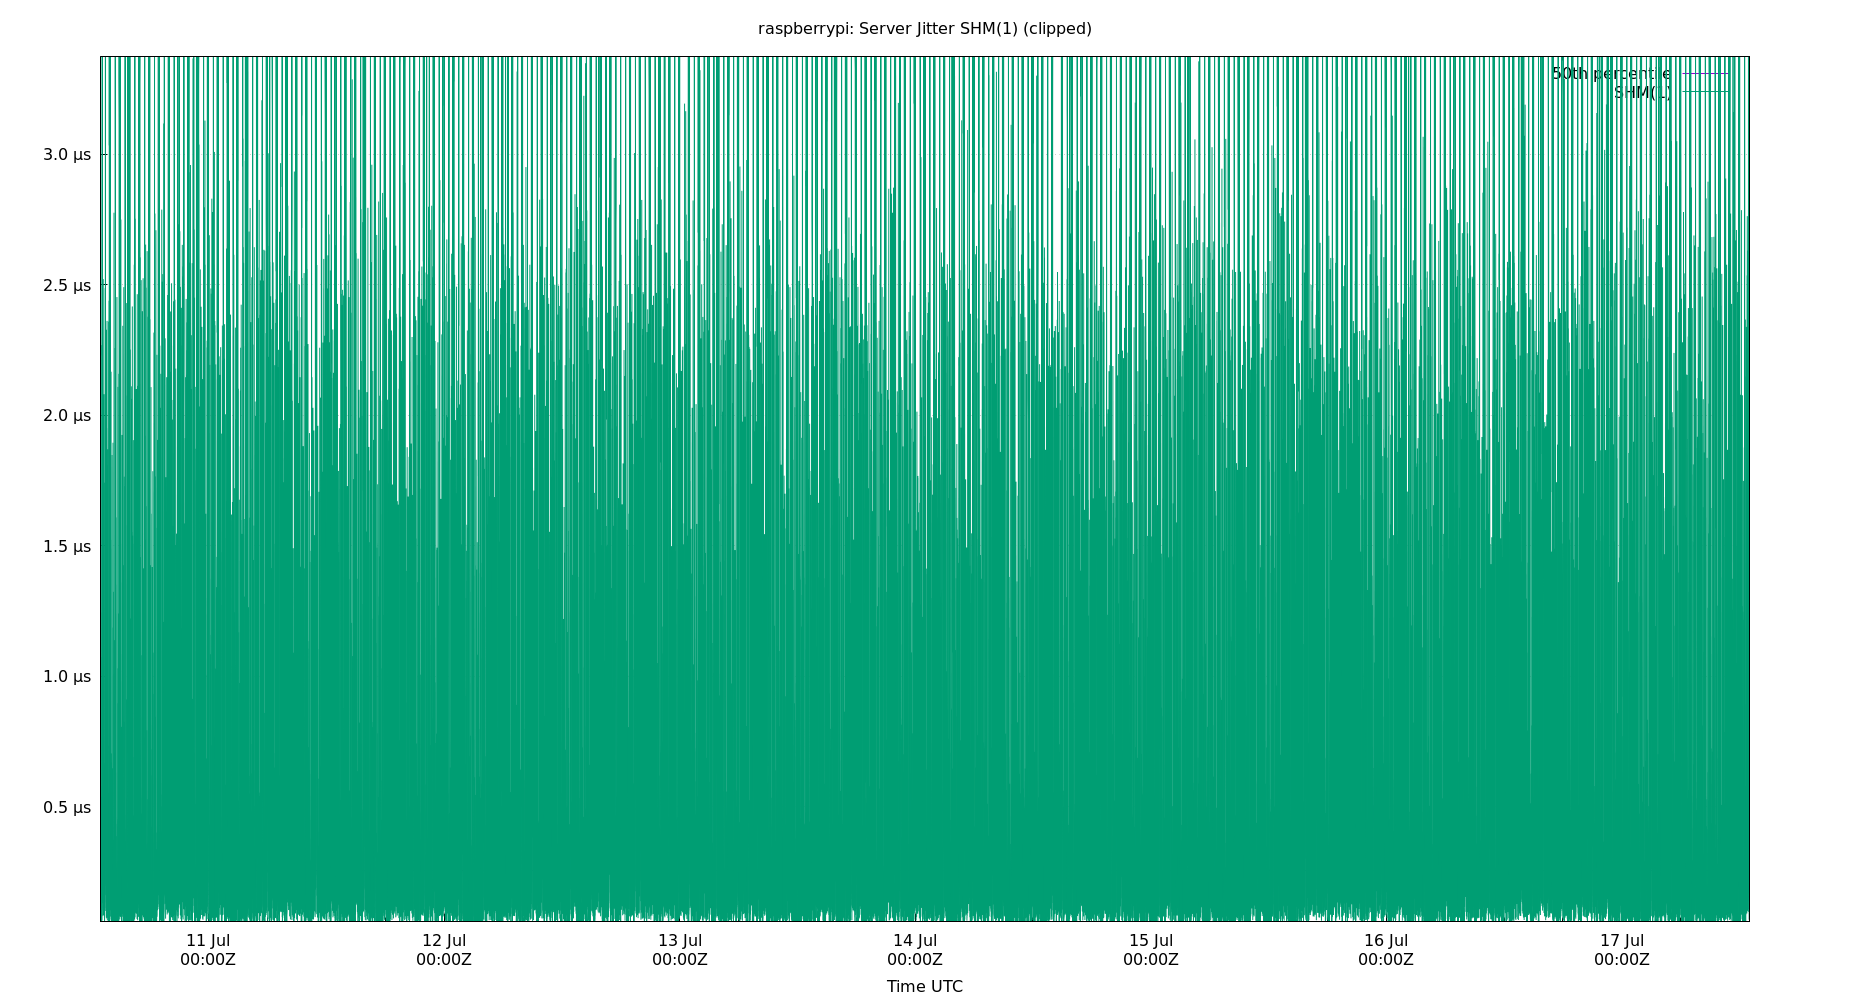 raspberrypi: Server Jitter SHM(1) (clipped)
50th percentile
SHM(1)
3.0 µs
2.5 µs
2.0 µs
1.5 µs
1.0 µs
0.5 µs
11 Jul 12 Jul 13 Jul 14 Jul 15 Jul 16 Jul 17 Jul
00:00Z 00:00Z 00:00Z 00:00Z 00:00Z 00:00Z 00:00Z
Time UTC